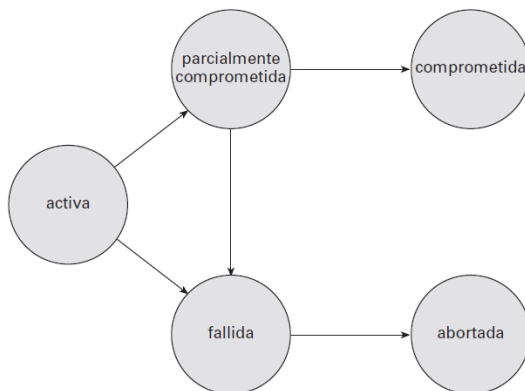 parcialmente
comprometida
comprometida
activa
fallida
abortada